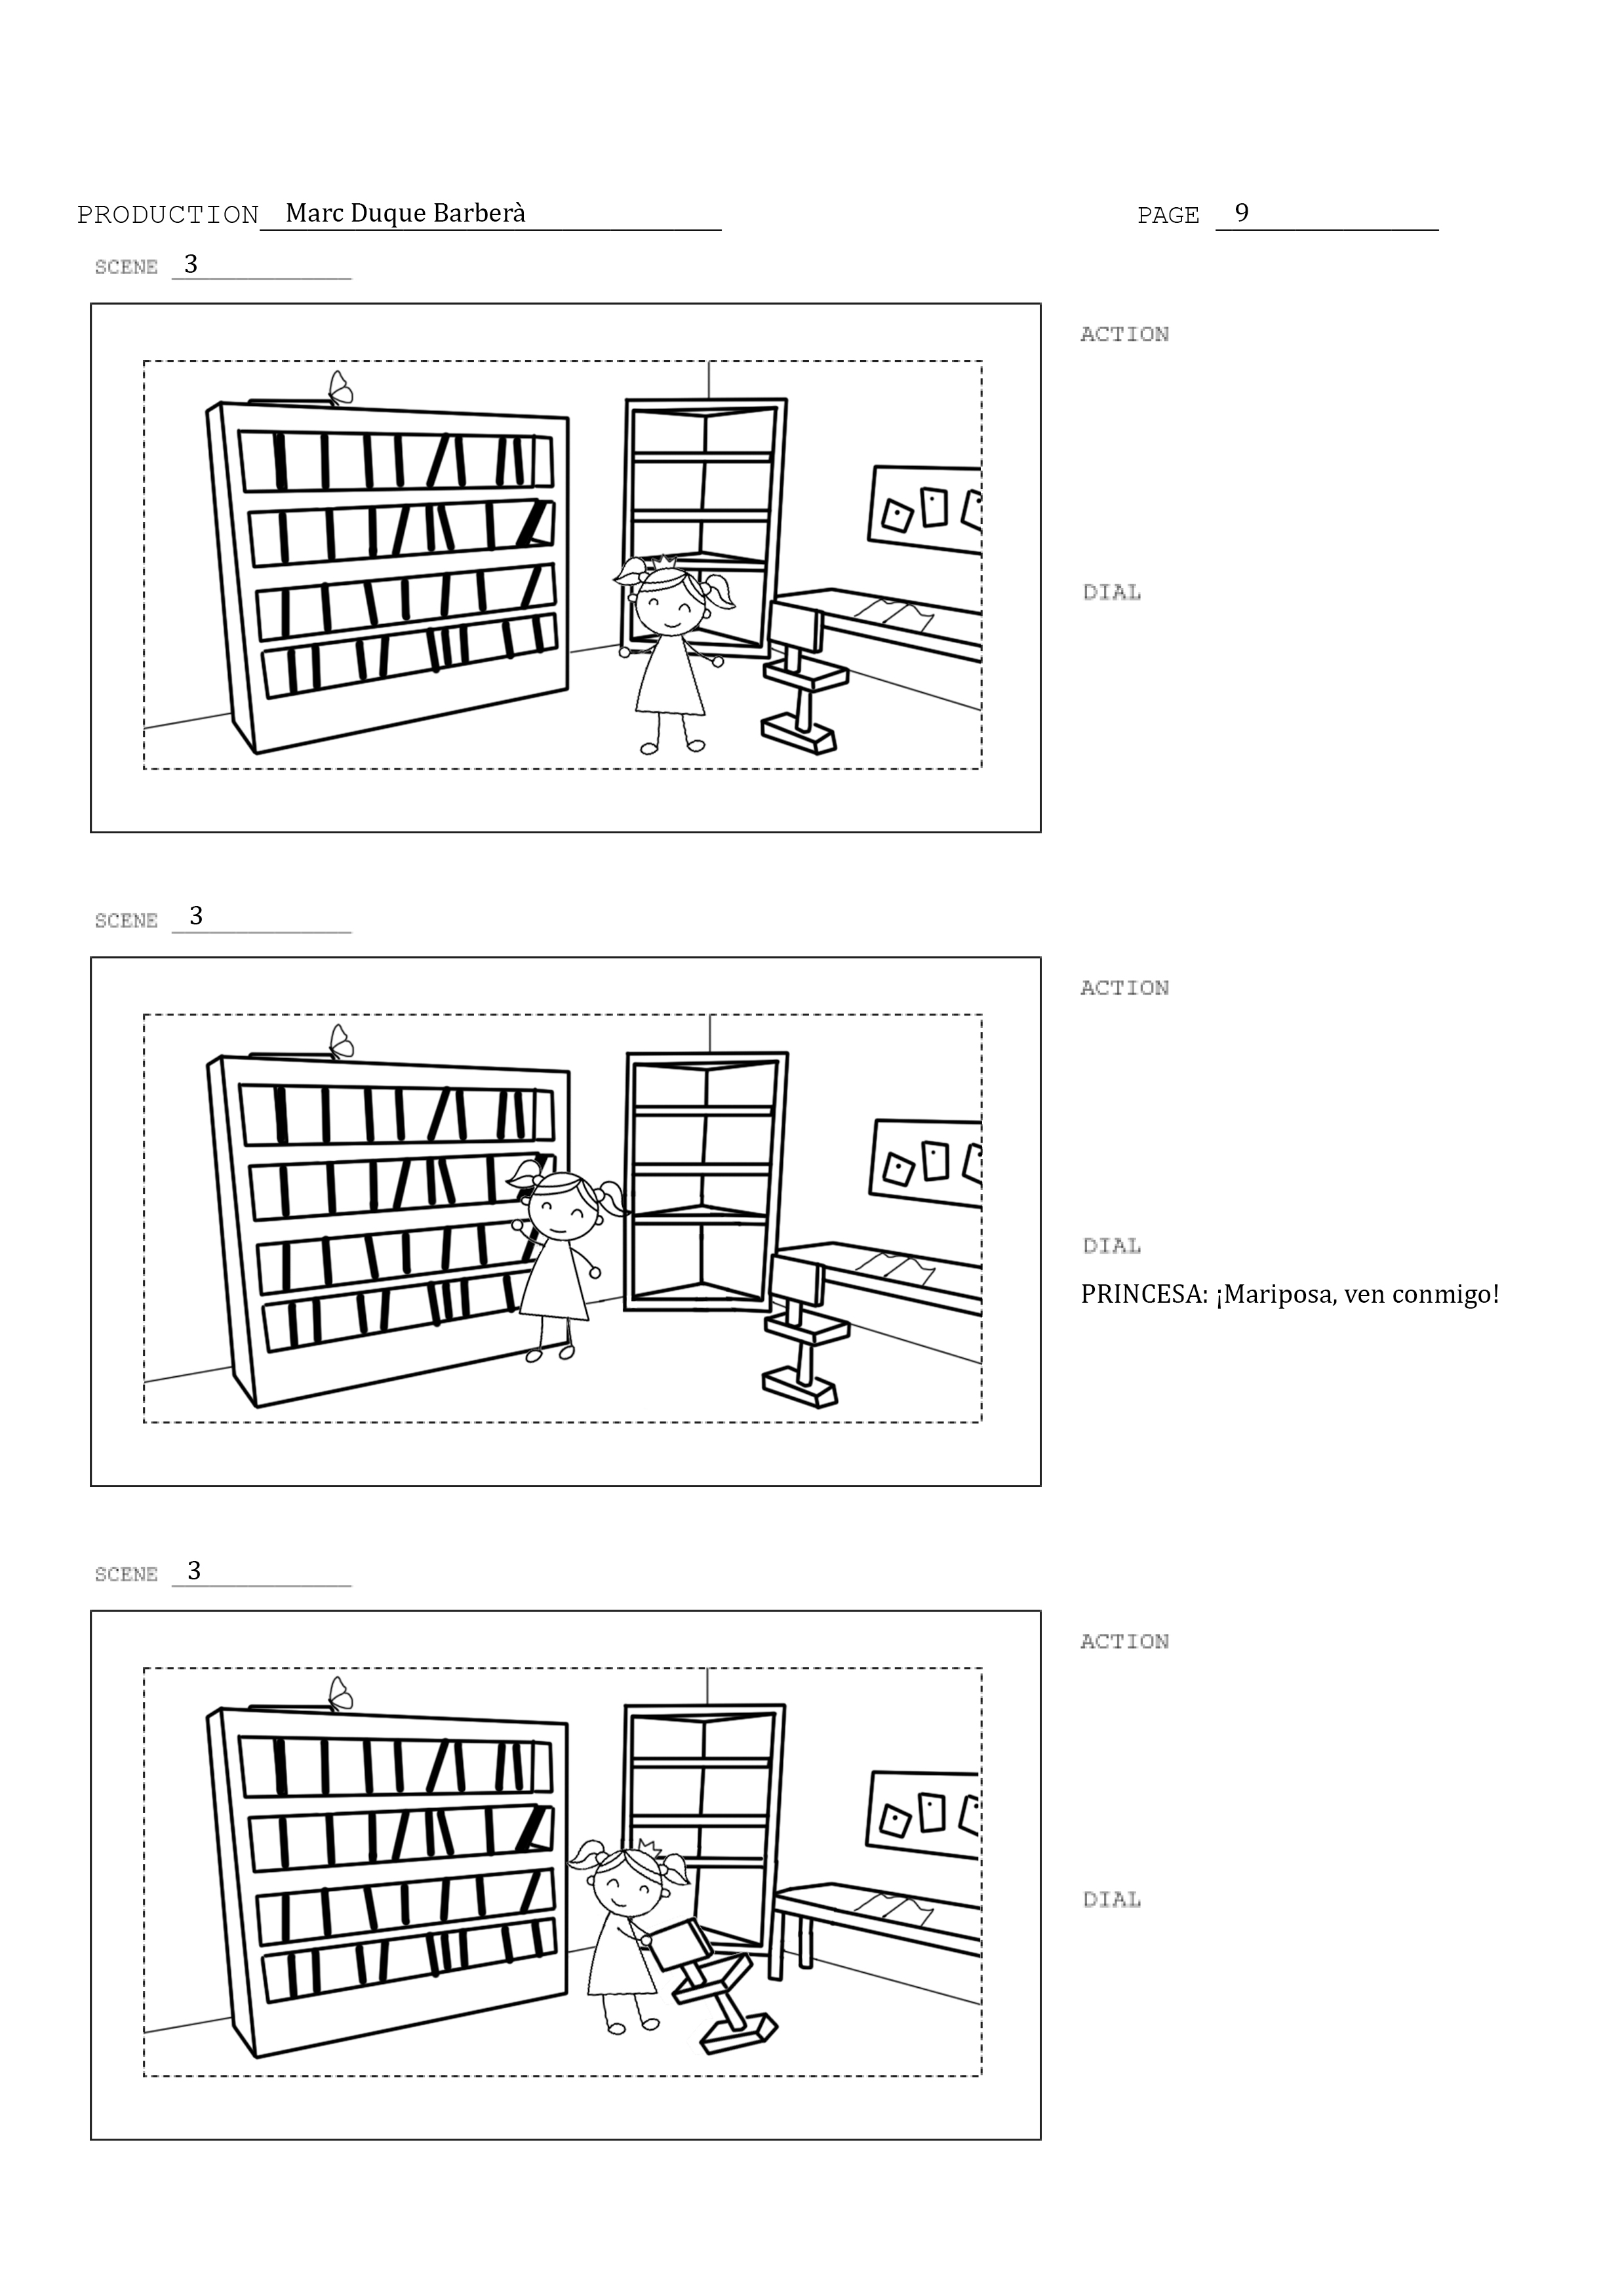 PRODUCTION Marc Duque Barberà PAGE 9
SCENE 3
ACTION
DIAL
SCENE 3
ACTION
DIAL
PRINCESA: ¡Mariposa, ven conmigo!
SCENE 3
ACTION
DIAL